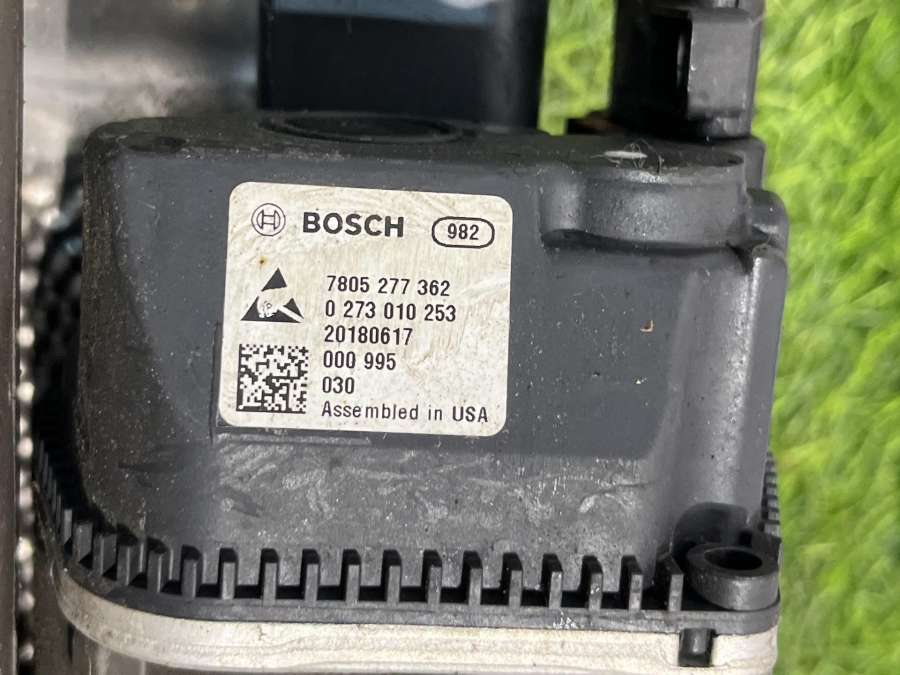 BOSCH 982
7805 277 362
0 273 010 253
20180617
000 995
030
Assembled in USA